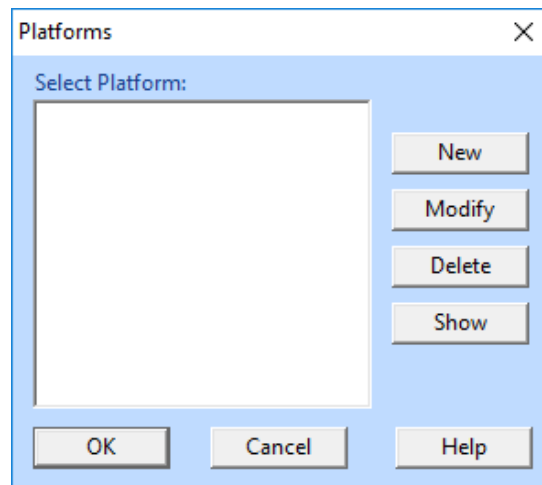 Platforms
Select Platform:
New
Modify
Delete
Show
OK
Cancel
Help